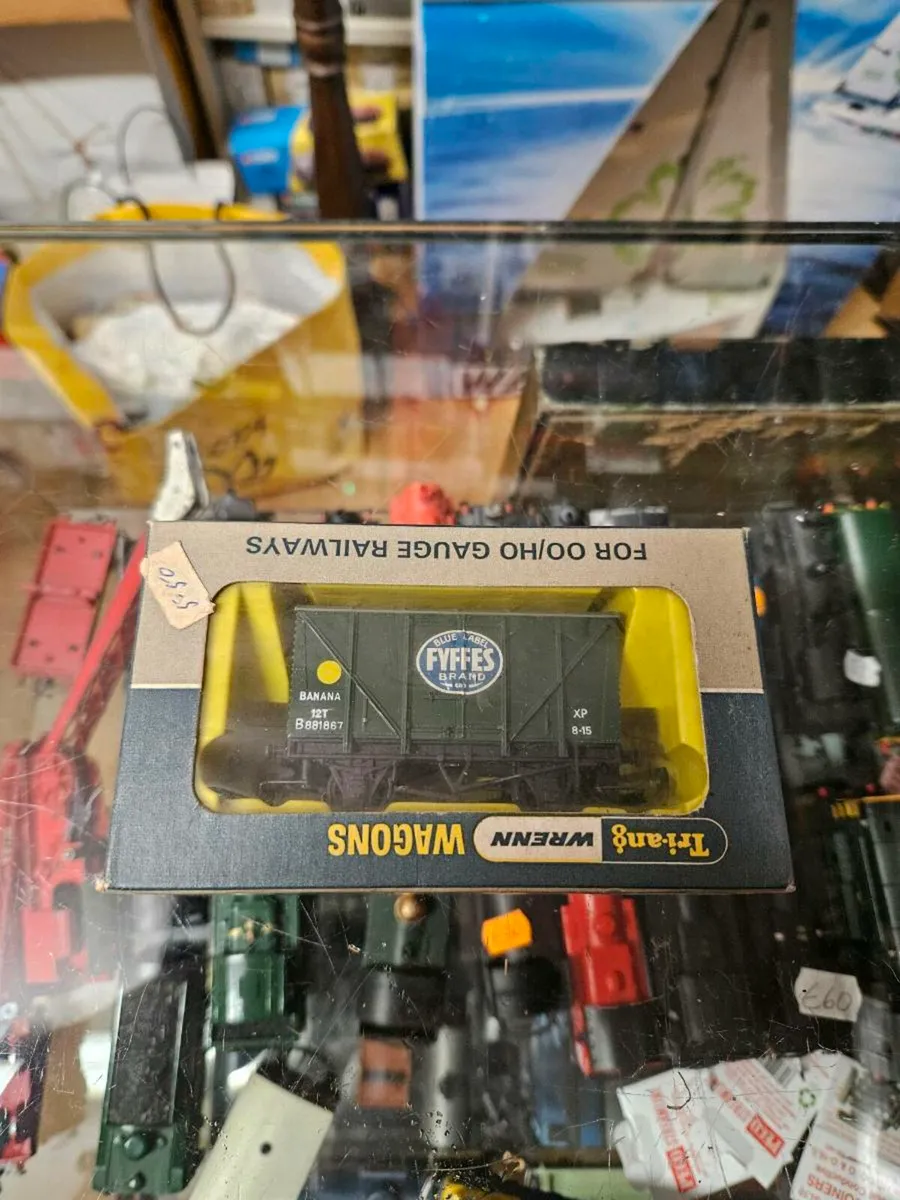 FOR OO/HO GAUGE RAILWAYS
BLUE LABEL
FYFFES
BRAND
BANANA
12T
B881867
XP
8-15
Tri-ang WRENN WAGONS
£60